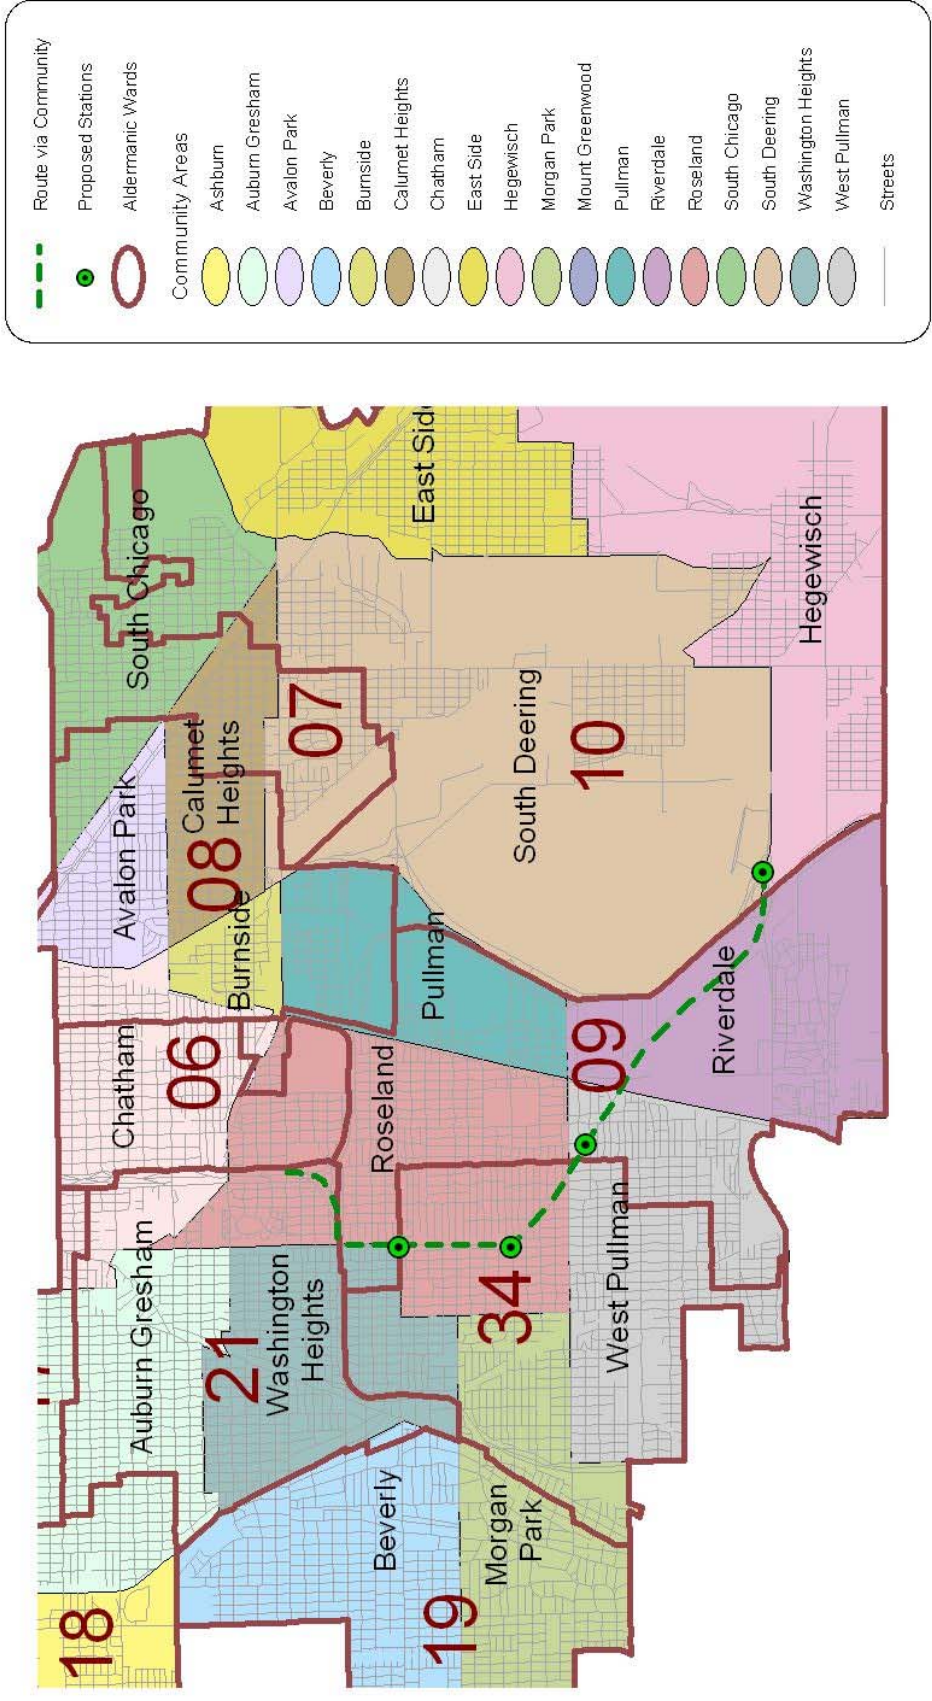 Route via Community
Proposed Stations
Aldermanic Wards
Community Areas
Ashburn
Auburn Gresham
Avalon Park
Beverly
Burnside
Calumet Heights
Chatham
East Side
Hegewisch
Morgan Park
Mount Greenwood
Pullman
Riverdale
Roseland
South Chicago
South Deering
Washington Heights
West Pullman
Streets
18
Auburn Gresham
Chatham
06
Avalon Park
South Chicago
21
Washington
Heights
Burnside
08
Calumet
Heights
07
Beverly
Roseland
Pullman
East Side
19
Morgan
Park
34
09
South Deering
10
West Pullman
Riverdale
Hegewisch